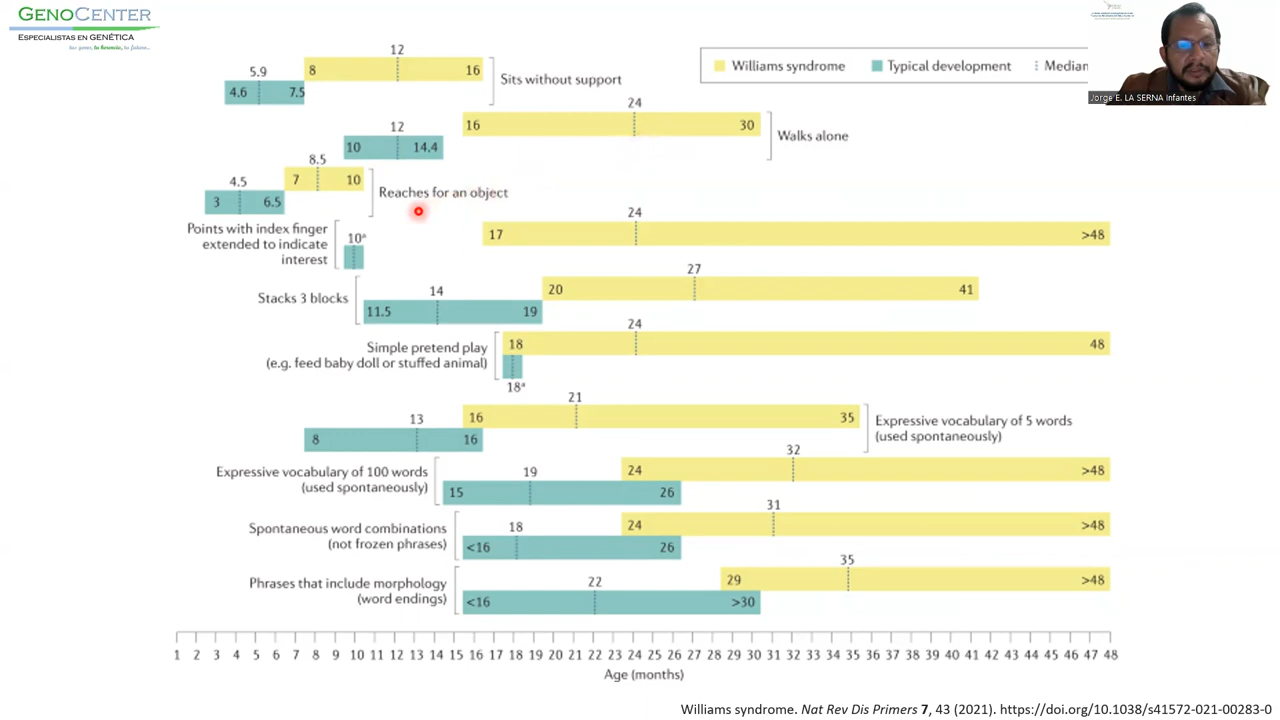 GENOCENTER
ESPECIALISTAS EN GENÉTICA
tus genes, tu herencia, tu futuro...
Jorge E. LA SERNA Infantes
Williams syndrome
Typical development
Median
12
8
16
Sits without support
5.9
4.6
7.5
24
16
30
Walks alone
12
10
14.4
8.5
7
10
Reaches for an object
4.5
3
6.5
Points with index finger
extended to indicate
interest
24
17
>48
10ᵃ
Stacks 3 blocks
27
20
41
14
11.5
19
Simple pretend play
(e.g. feed baby doll or stuffed animal)
24
18
48
18ᵃ
21
16
35
Expressive vocabulary of 5 words
(used spontaneously)
13
8
16
Expressive vocabulary of 100 words
(used spontaneously)
32
24
>48
19
15
26
Spontaneous word combinations
(not frozen phrases)
31
24
>48
18
<16
26
Phrases that include morphology
(word endings)
35
29
>48
22
<16
>30
1 2 3 4 5 6 7 8 9 10 11 12 13 14 15 16 17 18 19 20 21 22 23 24 25 26 27 28 29 30 31 32 33 34 35 36 37 38 39 40 41 42 43 44 45 46 47 48
Age (months)
Williams syndrome. Nat Rev Dis Primers 7, 43 (2021). https://doi.org/10.1038/s41572-021-00283-0